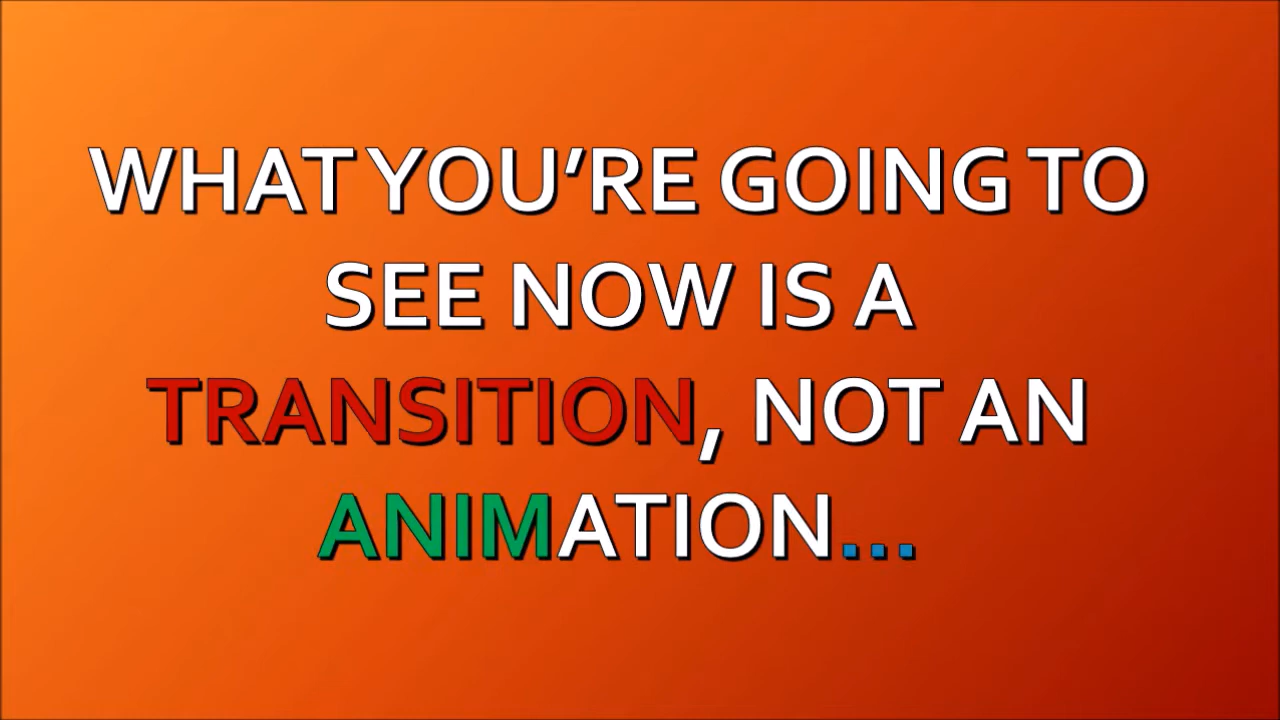 WHAT YOU’RE GOING TO
SEE NOW IS A
TRANSITION, NOT AN
ANIMATION...